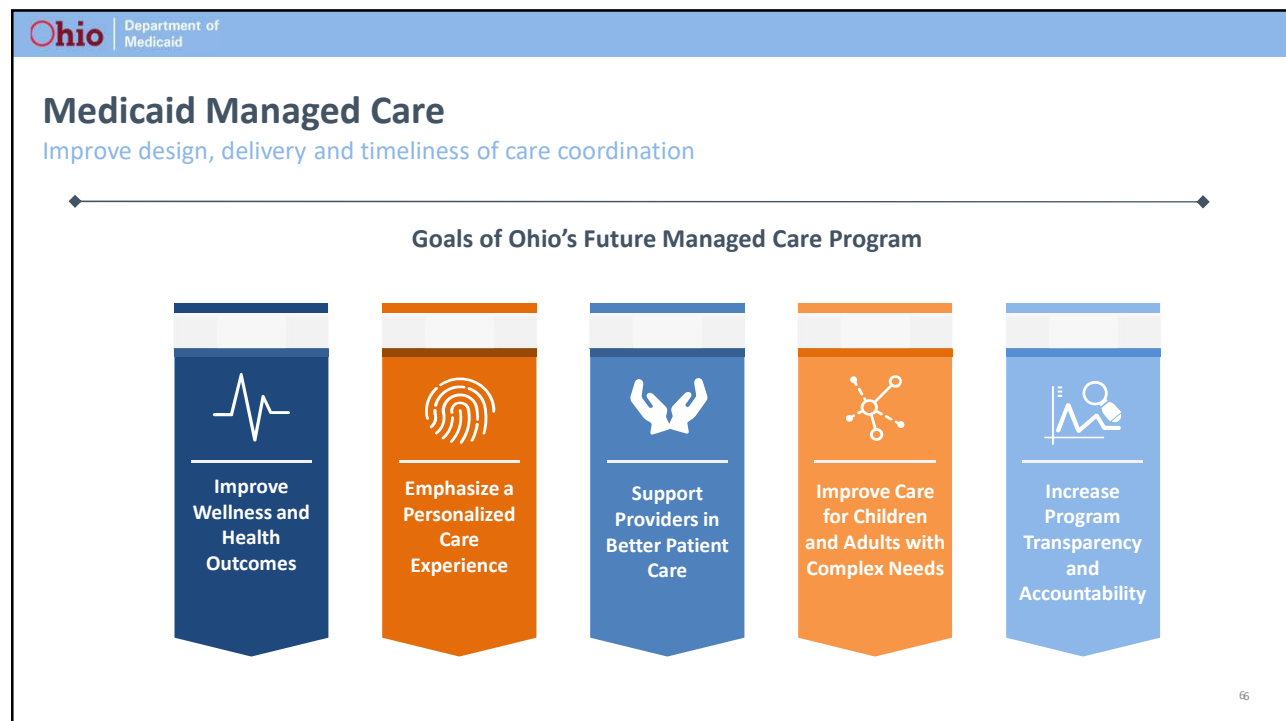 Ohio
Department of
Medicaid
Medicaid Managed Care
Improve design, delivery and timeliness of care coordination
Goals of Ohio’s Future Managed Care Program
Improve
Wellness and
Health
Outcomes
Emphasize a
Personalized
Care
Experience
Support
Providers in
Better Patient
Care
Improve Care
for Children
and Adults with
Complex Needs
Increase
Program
Transparency
and
Accountability